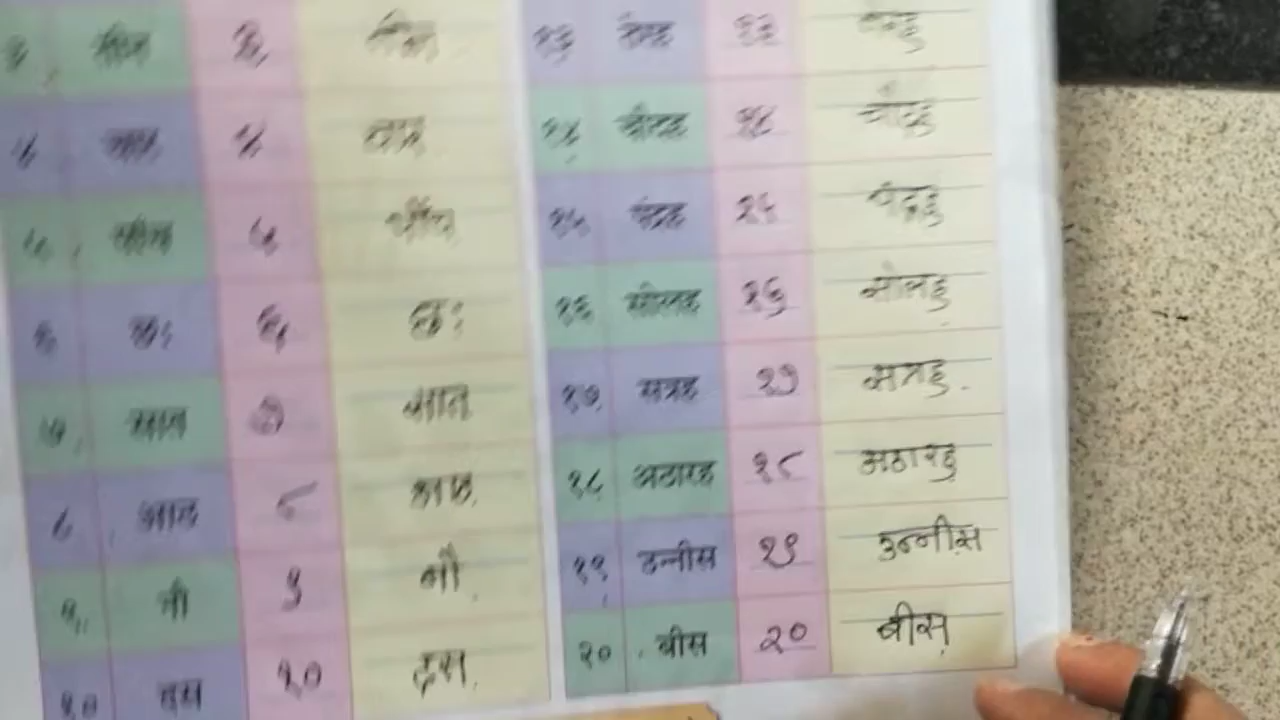 ३ तीन ३ तीन
४ चार ४ चार
५ पाँच ५ पाँच
६ छः ६ छः
७ सात ७ सात
८ आठ ८ आठ
९ नौ ९ नौ
१० दस १० दस
१३ तेरह १३ तेरह
१४ चौदह १४ चौदह
१५ पंद्रह १५ पंद्रह
१६ सोलह १६ सोलह
१७ सत्रह १७ सत्रह
१८ अठारह १८ अठारह
१९ उन्नीस १९ उन्नीस
२० बीस २० बीस